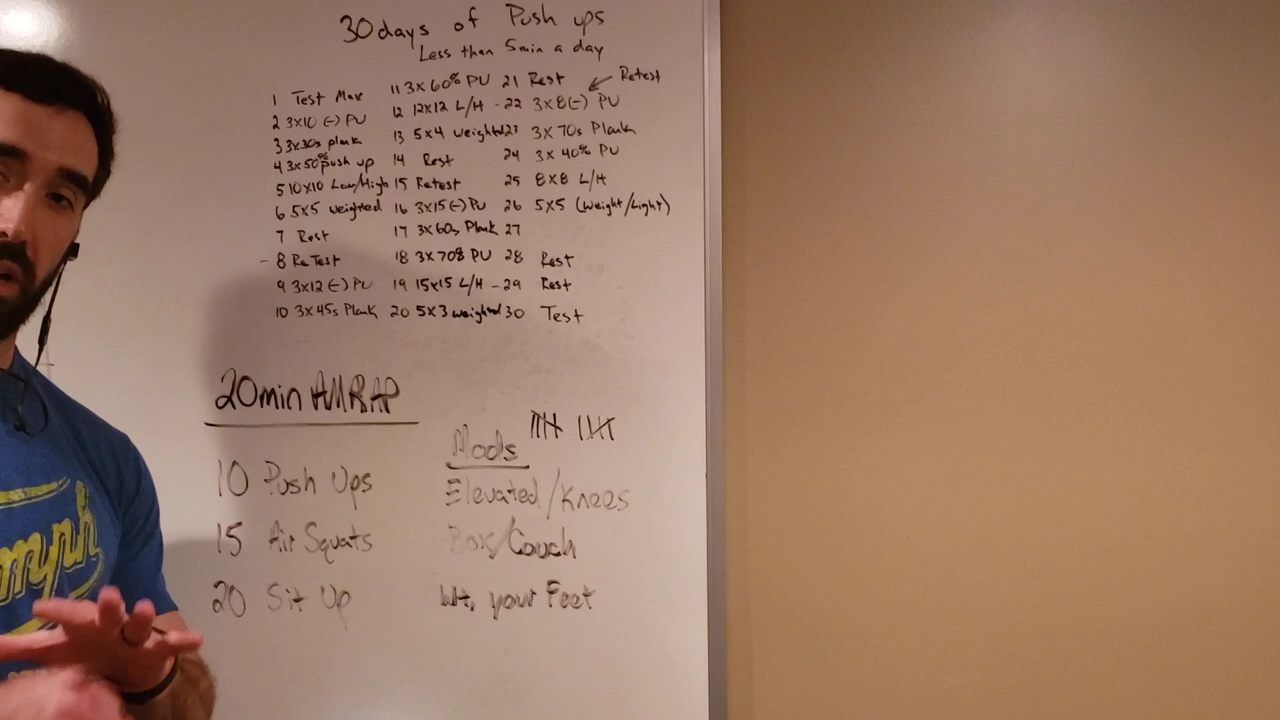 30 days of Push ups
Less than 5min a day
1 Test Max
2 3x10 (-) PU
3 3x30s plank
4 3x50% push up
5 10x10 Low/High
6 5x5 weighted
7 Rest
- 8 ReTest
9 3x12 (-) PU
10 3x45s Plank
11 3x60% PU
12 12x12 L/H
13 5x4 weighted
14 Rest
15 Retest
16 3x15 (-) PU
17 3x60s Plank
18 3x70% PU
19 15x15 L/H
20 5x3 weighted
21 Rest
Retest
- 22 3x8(-) PU
23 3x70s Plank
24 3x40% PU
25 8x8 L/H
26 5x5 (weight/Light)
27
28 Rest
- 29 Rest
30 Test
20min AMRAP
10 Push Ups
15 Air Squats
20 Sit Up
Mods
Elevated/Knees
Box/Couch
Wt, your Feet
mph